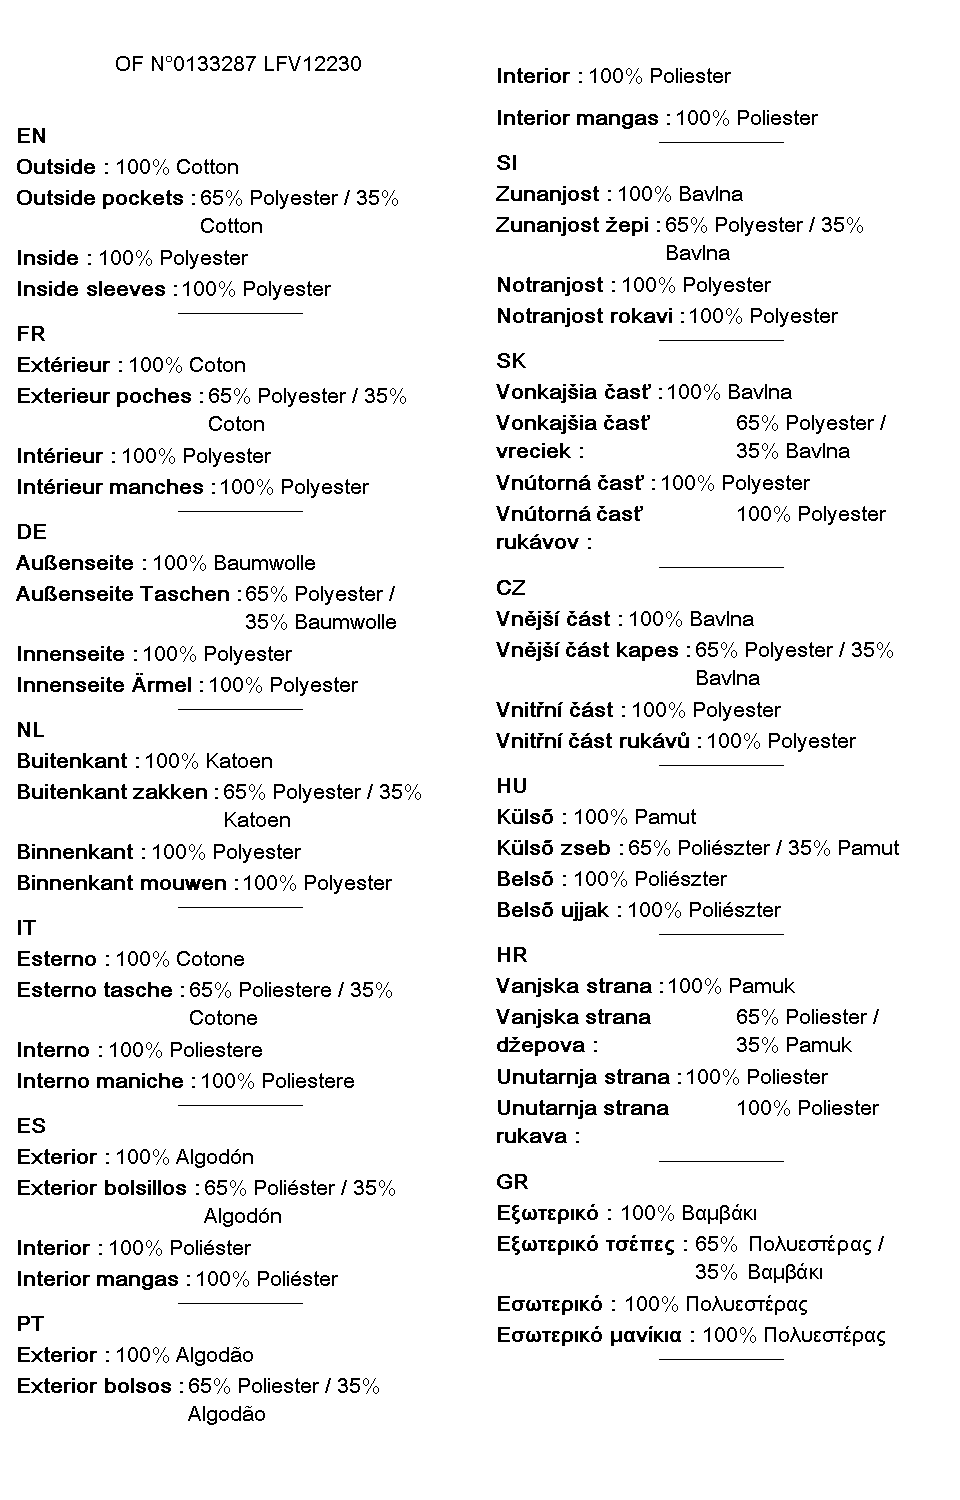 OF N°0133287 LFV12230
EN
Outside : 100% Cotton
Outside pockets : 65% Polyester / 35%
Cotton
Inside : 100% Polyester
Inside sleeves : 100% Polyester
FR
Extérieur : 100% Coton
Exterieur poches : 65% Polyester / 35%
Coton
Intérieur : 100% Polyester
Intérieur manches : 100% Polyester
DE
Außenseite : 100% Baumwolle
Außenseite Taschen : 65% Polyester /
35% Baumwolle
Innenseite : 100% Polyester
Innenseite Ärmel : 100% Polyester
NL
Buitenkant : 100% Katoen
Buitenkant zakken : 65% Polyester / 35%
Katoen
Binnenkant : 100% Polyester
Binnenkant mouwen : 100% Polyester
IT
Esterno : 100% Cotone
Esterno tasche : 65% Poliestere / 35%
Cotone
Interno : 100% Poliestere
Interno maniche : 100% Poliestere
ES
Exterior : 100% Algodón
Exterior bolsillos : 65% Poliéster / 35%
Algodón
Interior : 100% Poliéster
Interior mangas : 100% Poliéster
PT
Exterior : 100% Algodão
Exterior bolsos : 65% Poliester / 35%
Algodão
Interior : 100% Poliester
Interior mangas : 100% Poliester
SI
Zunanjost : 100% Bavlna
Zunanjost žepi : 65% Polyester / 35%
Bavlna
Notranjost : 100% Polyester
Notranjost rokavi : 100% Polyester
SK
Vonkajšia časť : 100% Bavlna
Vonkajšia časť 65% Polyester /
vreciek : 35% Bavlna
Vnútorná časť : 100% Polyester
Vnútorná časť 100% Polyester
rukávov :
CZ
Vnější část : 100% Bavlna
Vnější část kapes : 65% Polyester / 35%
Bavlna
Vnitřní část : 100% Polyester
Vnitřní část rukávů : 100% Polyester
HU
Külsõ : 100% Pamut
Külsõ zseb : 65% Poliészter / 35% Pamut
Belsõ : 100% Poliészter
Belsõ ujjak : 100% Poliészter
HR
Vanjska strana : 100% Pamuk
Vanjska strana 65% Poliester /
džepova : 35% Pamuk
Unutarnja strana : 100% Poliester
Unutarnja strana 100% Poliester
rukava :
GR
Εξωτερικό : 100% Βαμβάκι
Εξωτερικό τσέπες : 65% Πολυεστέρας /
35% Βαμβάκι
Εσωτερικό : 100% Πολυεστέρας
Εσωτερικό μανίκια : 100% Πολυεστέρας